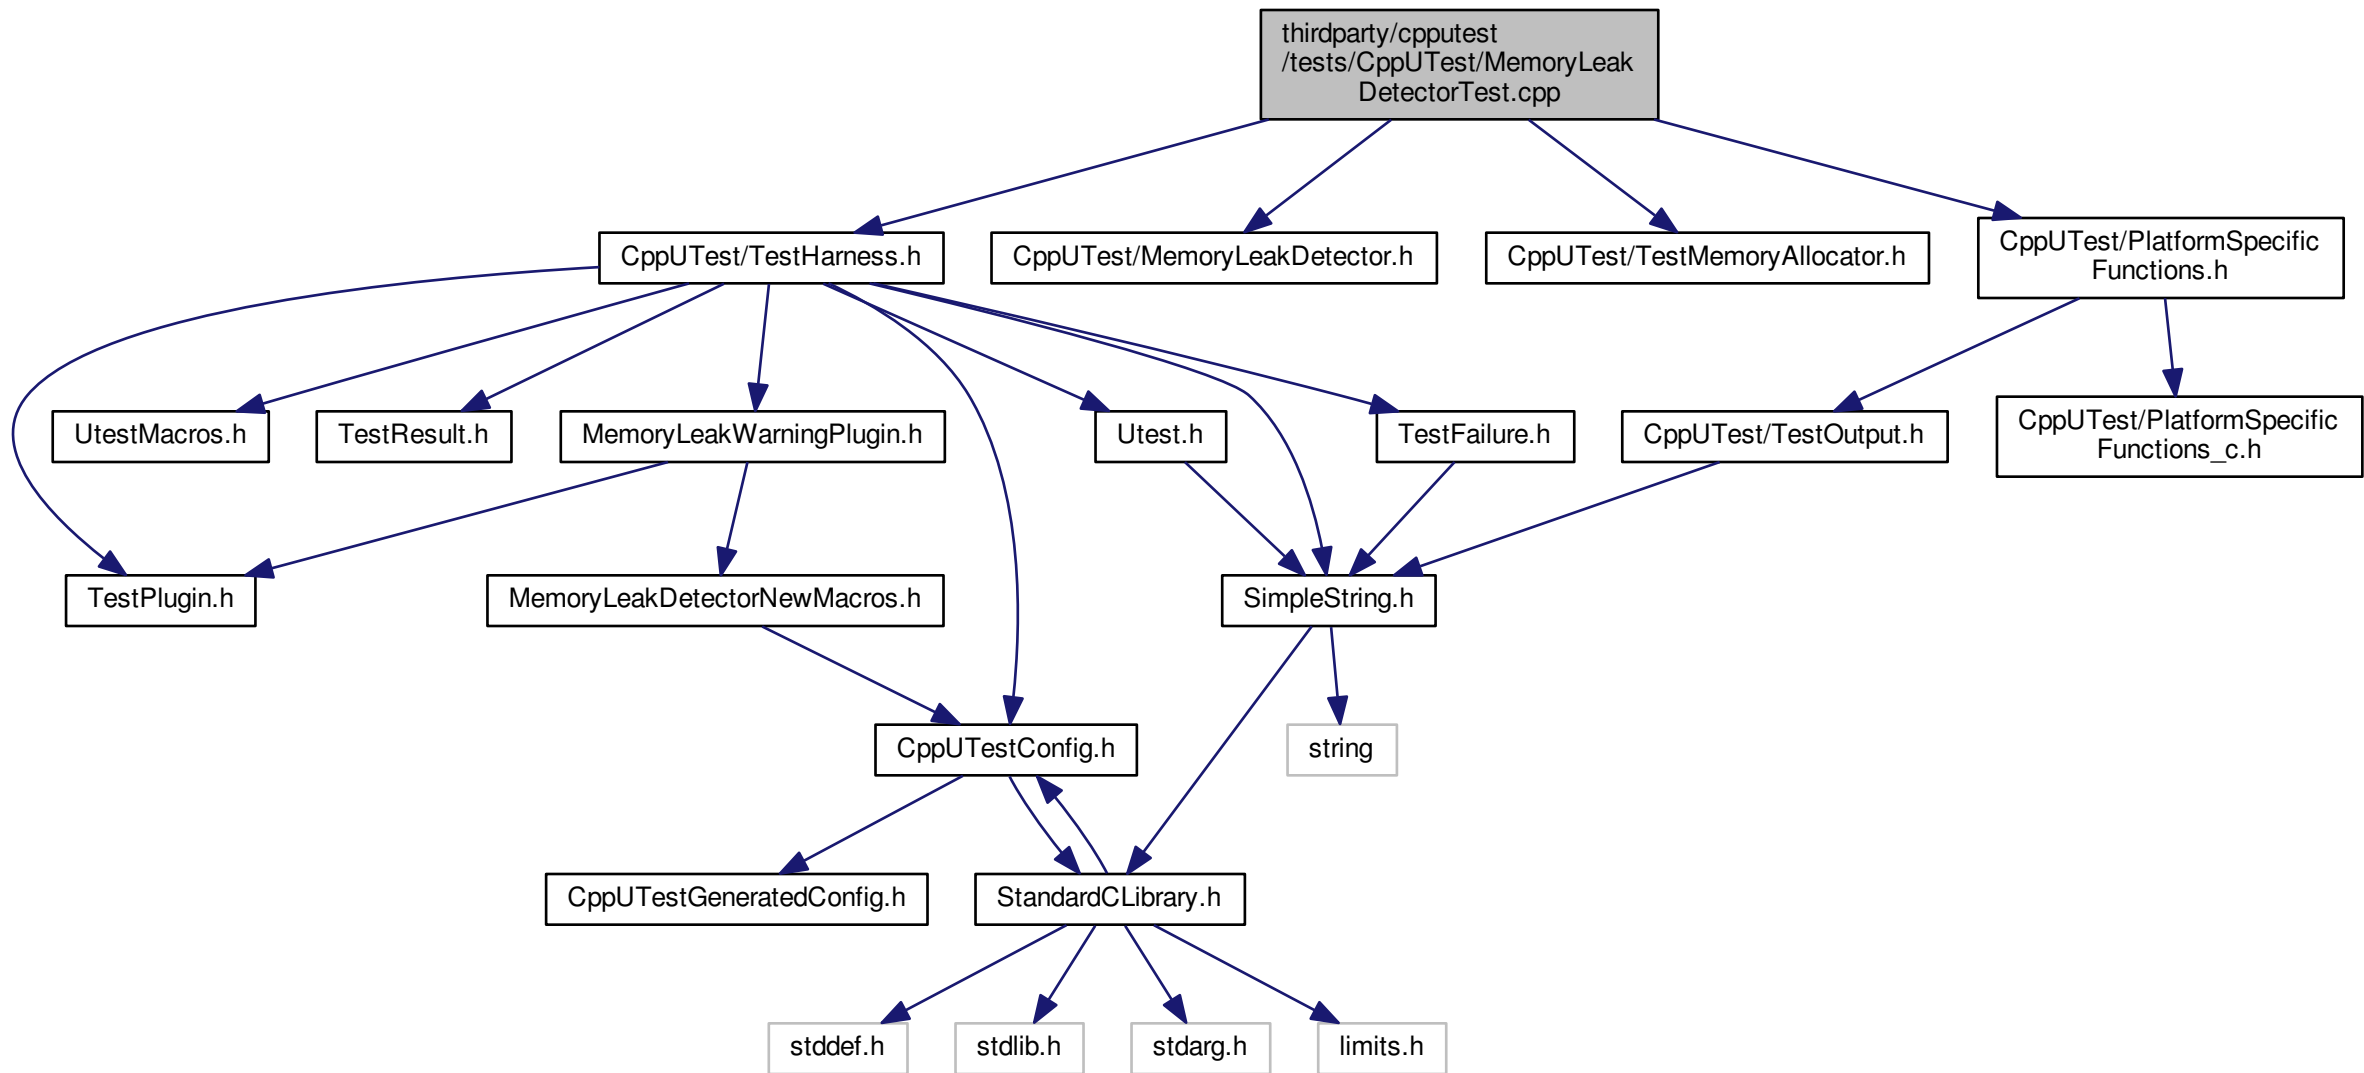 thirdparty/cpputest
/tests/CppUTest/MemoryLeak
DetectorTest.cpp
CppUTest/TestHarness.h
CppUTest/MemoryLeakDetector.h
CppUTest/TestMemoryAllocator.h
CppUTest/PlatformSpecific
Functions.h
UtestMacros.h
TestResult.h
MemoryLeakWarningPlugin.h
Utest.h
TestFailure.h
CppUTest/TestOutput.h
CppUTest/PlatformSpecific
Functions_c.h
TestPlugin.h
MemoryLeakDetectorNewMacros.h
SimpleString.h
CppUTestConfig.h
string
CppUTestGeneratedConfig.h
StandardCLibrary.h
stddef.h
stdlib.h
stdarg.h
limits.h